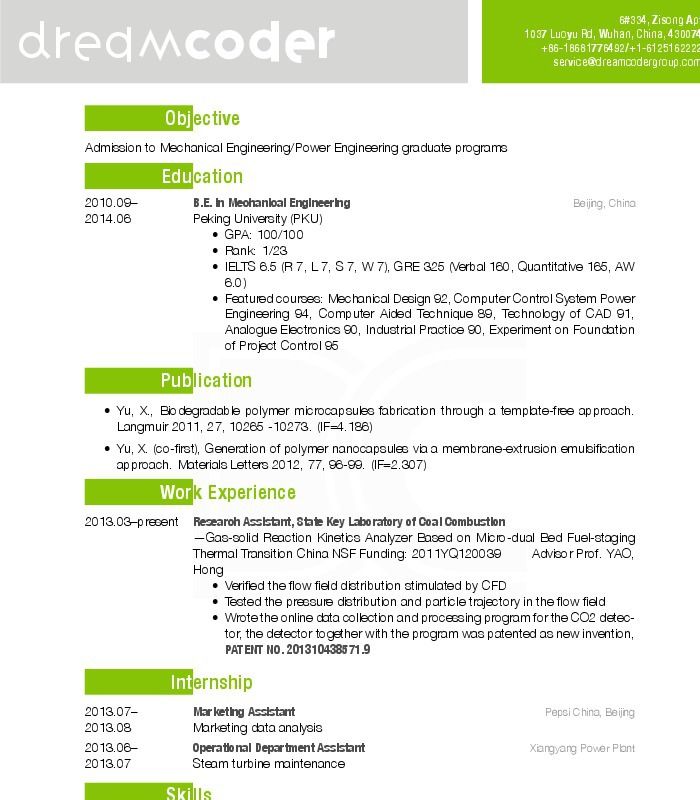 dreamcoder
6#334, Zisong Ap
1037 Luoyu Rd, Wuhan, China, 430074
+86-18661776492/+1-6125162222
service@dreamcodergroup.com
Objective
Admission to Mechanical Engineering/Power Engineering graduate programs
Education
2010.09– B.E. in Mechanical Engineering Beijing, China
2014.06 Peking University (PKU)
• GPA: 100/100
• Rank: 1/23
• IELTS 6.5 (R 7, L 7, S 7, W 7), GRE 325 (Verbal 160, Quantitative 165, AW
6.0)
• Featured courses: Mechanical Design 92, Computer Control System Power
Engineering 94, Computer Aided Technique 89, Technology of CAD 91,
Analogue Electronics 90, Industrial Practice 90, Experiment on Foundation
of Project Control 95
Publication
• Yu, X., Biodegradable polymer microcapsules fabrication through a template-free approach.
Langmuir 2011, 27, 10265 -10273. (IF=4.186)
• Yu, X. (co-first), Generation of polymer nanocapsules via a membrane-extrusion emulsification
approach. Materials Letters 2012, 77, 96-99. (IF=2.307)
Work Experience
2013.03–present Research Assistant, State Key Laboratory of Coal Combustion
—Gas-solid Reaction Kinetics Analyzer Based on Micro-dual Bed Fuel-staging
Thermal Transition China NSF Funding: 2011YQ120039 Advisor Prof. YAO,
Hong
• Verified the flow field distribution stimulated by CFD
• Tested the pressure distribution and particle trajectory in the flow field
• Wrote the online data collection and processing program for the CO2 detec-
tor, the detector together with the program was patented as new invention,
PATENT NO. 201310438571.9
Internship
2013.07– Marketing Assistant Pepsi China, Beijing
2013.08 Marketing data analysis
2013.06– Operational Department Assistant Xiangyang Power Plant
2013.07 Steam turbine maintenance
Skills